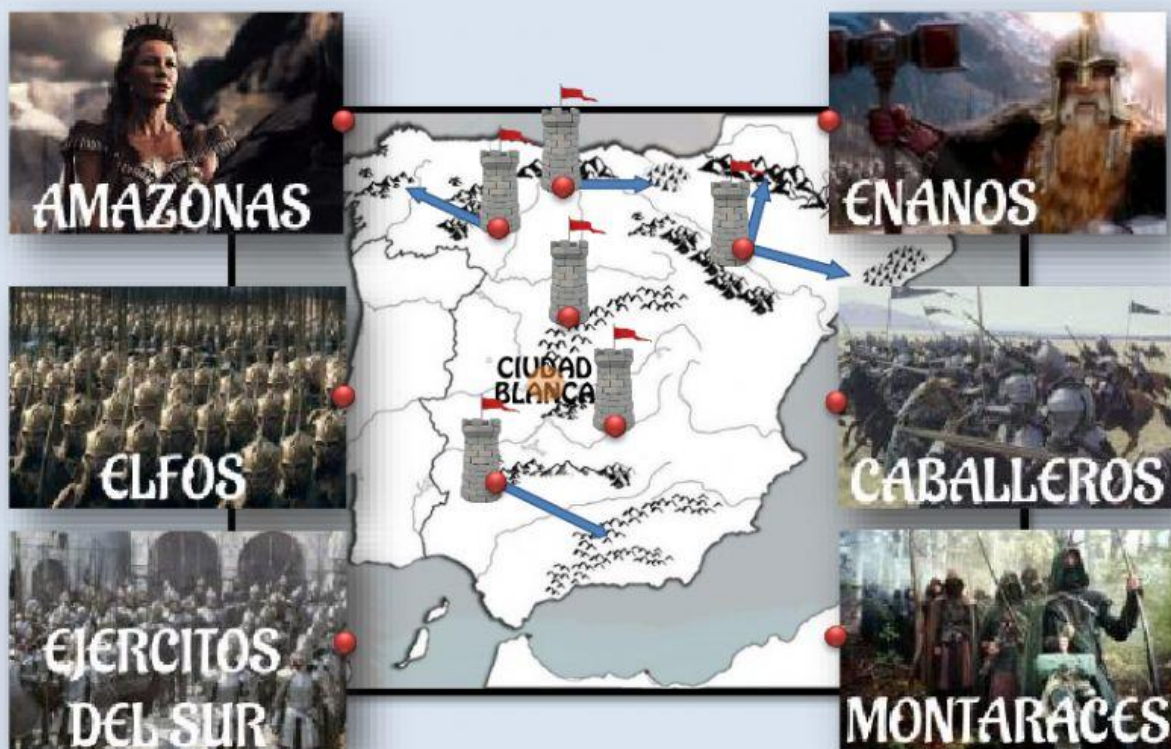 AMAZONAS
ENANOS
CIUDAD
BLANCA
ELFOS
CABALLEROS
EJERCITOS
DEL SUR
MONTARACES